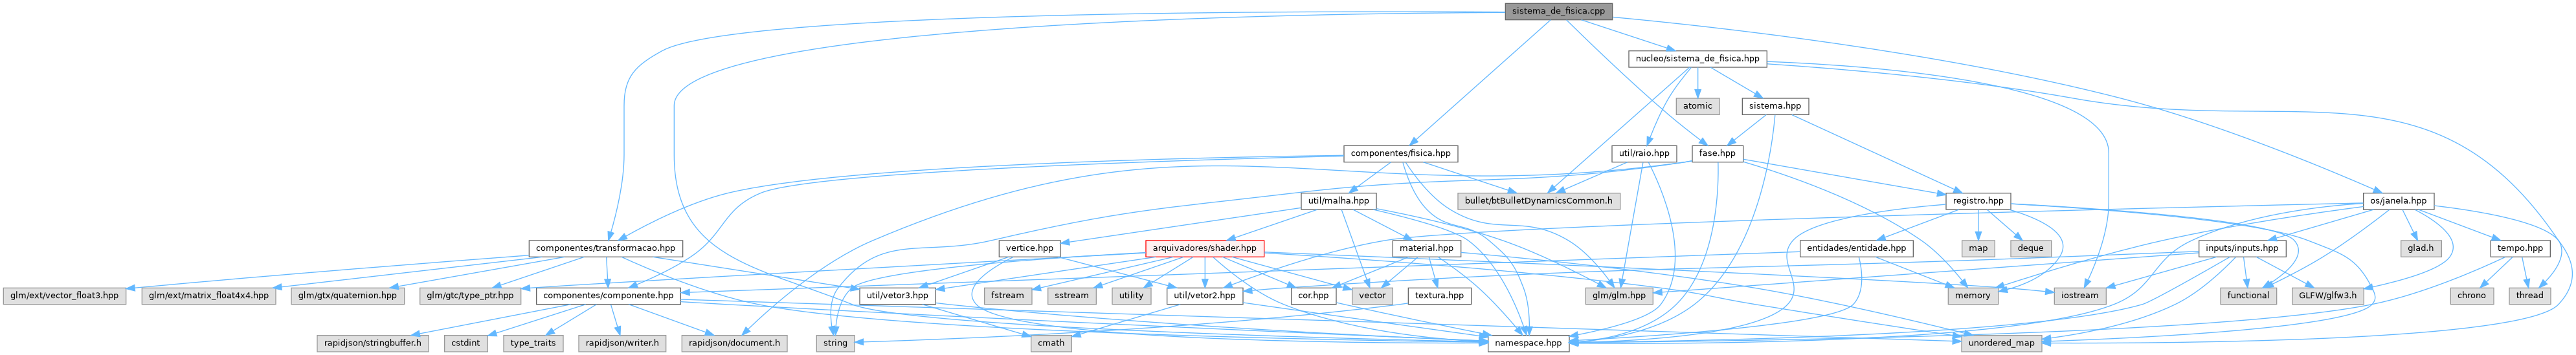 sistema_de_fisica.cpp
nucleo/sistema_de_fisica.hpp
atomic
sistema.hpp
componentes/fisica.hpp
util/raio.hpp
fase.hpp
util/malha.hpp
bullet/btBulletDynamicsCommon.h
registro.hpp
os/janela.hpp
componentes/transformacao.hpp
vertice.hpp
arquivadores/shader.hpp
material.hpp
entidades/entidade.hpp
map
deque
inputs/inputs.hpp
glad.h
tempo.hpp
glm/ext/vector_float3.hpp
glm/ext/matrix_float4x4.hpp
glm/gtx/quaternion.hpp
glm/gtc/type_ptr.hpp
componentes/componente.hpp
util/vetor3.hpp
fstream
sstream
utility
util/vetor2.hpp
cor.hpp
vector
textura.hpp
glm/glm.hpp
memory
iostream
functional
GLFW/glfw3.h
chrono
thread
rapidjson/stringbuffer.h
cstdint
type_traits
rapidjson/writer.h
rapidjson/document.h
string
cmath
namespace.hpp
unordered_map